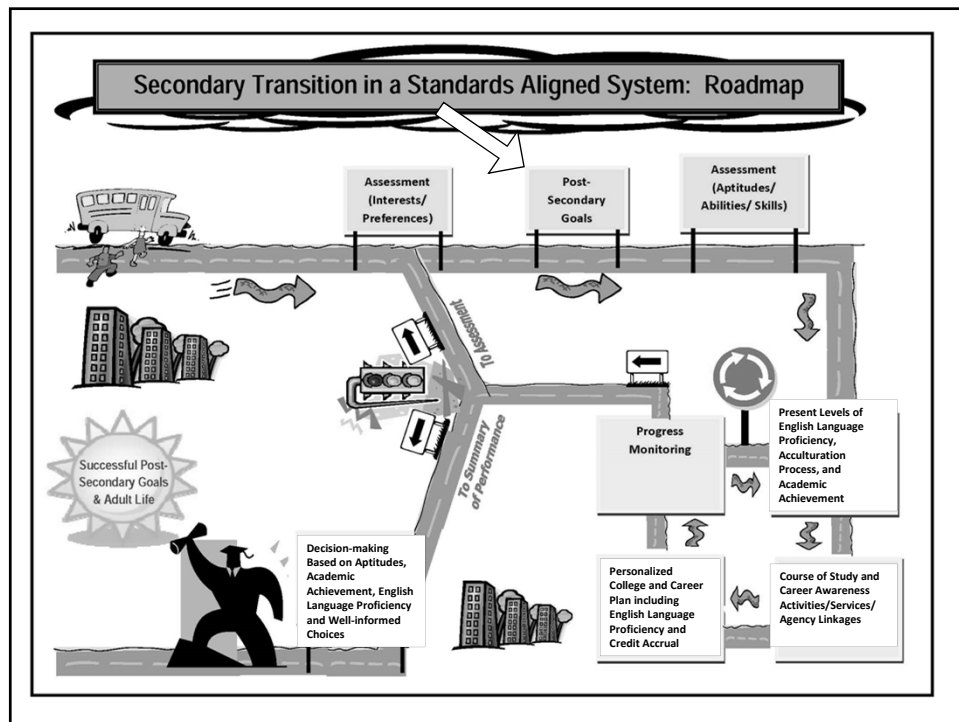 Secondary Transition in a Standards Aligned System: Roadmap
Assessment
(Interests/
Preferences)
Post-
Secondary
Goals
Assessment
(Aptitudes/
Abilities/ Skills)
To Assessment
To Summary
of Performance
Progress
Monitoring
Present Levels of
English Language
Proficiency,
Acculturation
Process, and
Academic
Achievement
Successful Post-
Secondary Goals
& Adult Life
Decision-making
Based on Aptitudes,
Academic
Achievement, English
Language Proficiency
and Well-informed
Choices
Personalized
College and Career
Plan including
English Language
Proficiency and
Credit Accrual
Course of Study and
Career Awareness
Activities/Services/
Agency Linkages